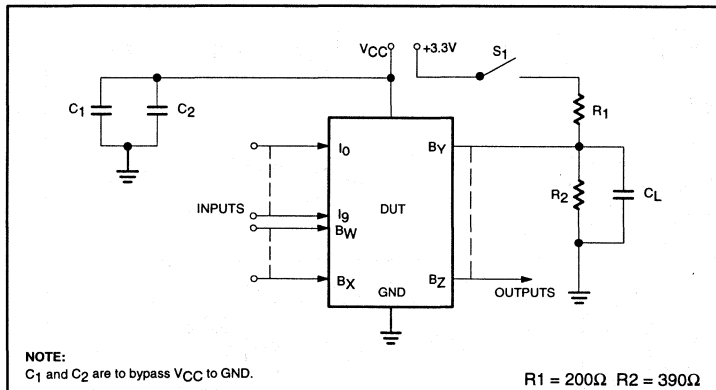 VCC +3.3V S1
C1 C2 R1
I0 BY
R2 CL
INPUTS I9 DUT
BW
BX GND BZ OUTPUTS
NOTE:
C1 and C2 are to bypass VCC to GND.
R1 = 200Ω R2 = 390Ω